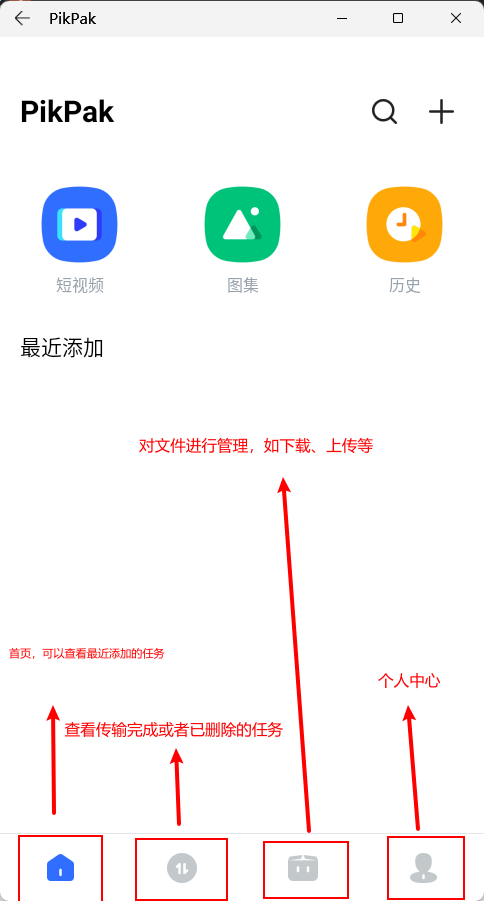 PikPak
PikPak
短视频
图集
历史
最近添加
对文件进行管理，如下载、上传等
首页，可以查看最近添加的任务
个人中心
查看传输完成或者已删除的任务